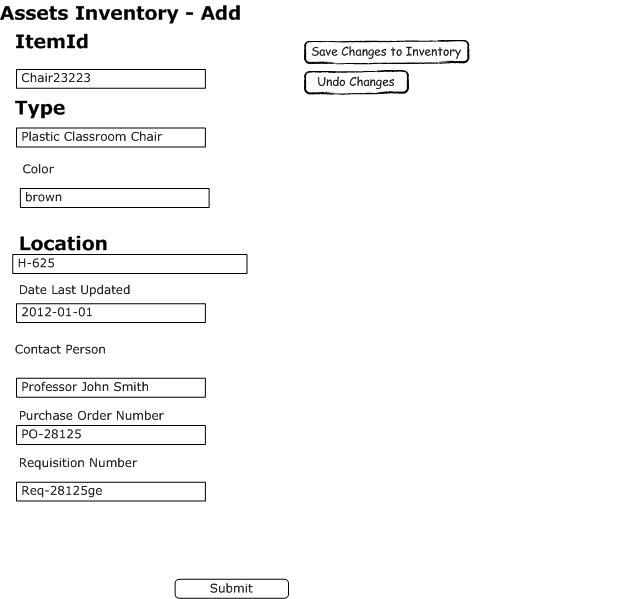 Assets Inventory - Add
ItemId
Save Changes to Inventory
Chair23223
Undo Changes
Type
Plastic Classroom Chair
Color
brown
Location
H-625
Date Last Updated
2012-01-01
Contact Person
Professor John Smith
Purchase Order Number
PO-28125
Requisition Number
Req-28125ge
Submit